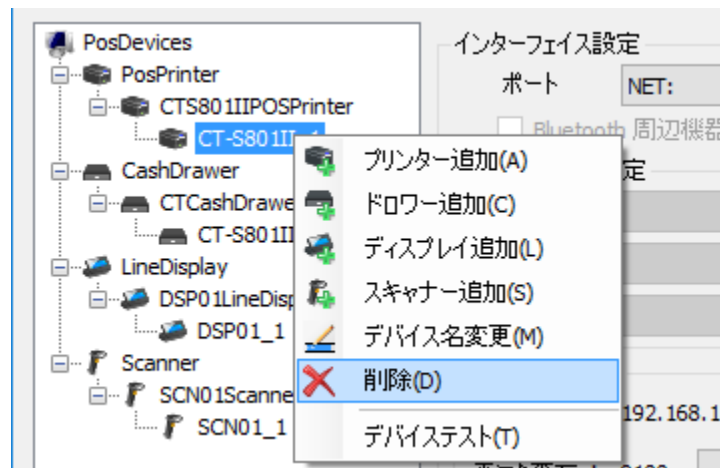 PosDevices
PosPrinter
CTS801IIPOSPrinter
CT-S801II_1
CashDrawer
CTCashDrawe
CT-S801II
LineDisplay
DSP01LineDisp
DSP01_1
Scanner
SCN01Scanne
SCN01_1
プリンター追加(A)
ドロワー追加(C)
ディスプレイ追加(L)
スキャナー追加(S)
デバイス名変更(M)
削除(D)
デバイステスト(T)
インターフェイス設定
ポート
NET:
Bluetooth 周辺機器
定
192.168.1